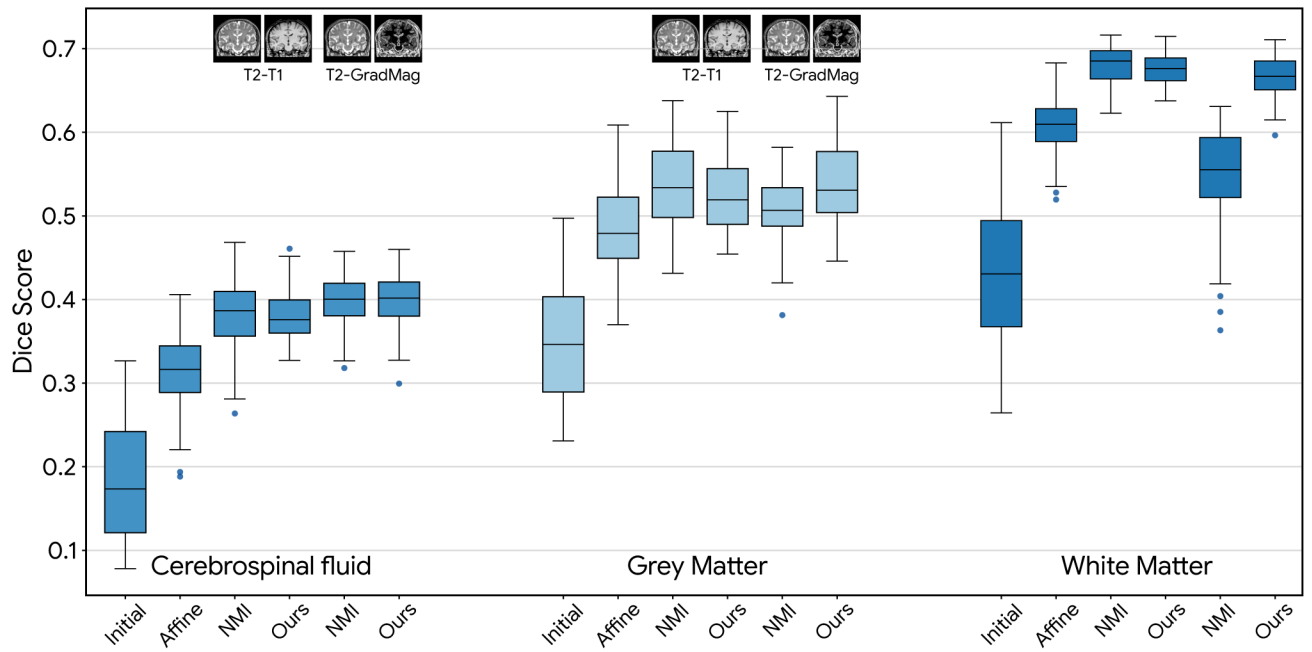 T2-T1
T2-GradMag
T2-T1
T2-GradMag
Dice Score
0.7
0.6
0.5
0.4
0.3
0.2
0.1
Cerebrospinal fluid
Grey Matter
White Matter
Initial
Affine
NMI
Ours
NMI
Ours
Initial
Affine
NMI
Ours
NMI
Ours
Initial
Affine
NMI
Ours
NMI
Ours